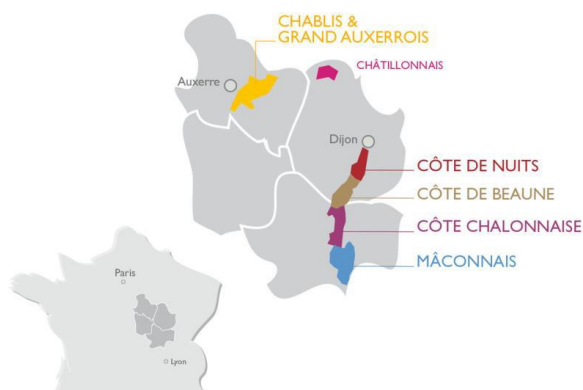 CHABLIS &
GRAND AUXERROIS
CHÂTILLONNAIS
Auxerre
Dijon
CÔTE DE NUITS
CÔTE DE BEAUNE
CÔTE CHALONNAISE
MÂCONNAIS
Paris
Lyon